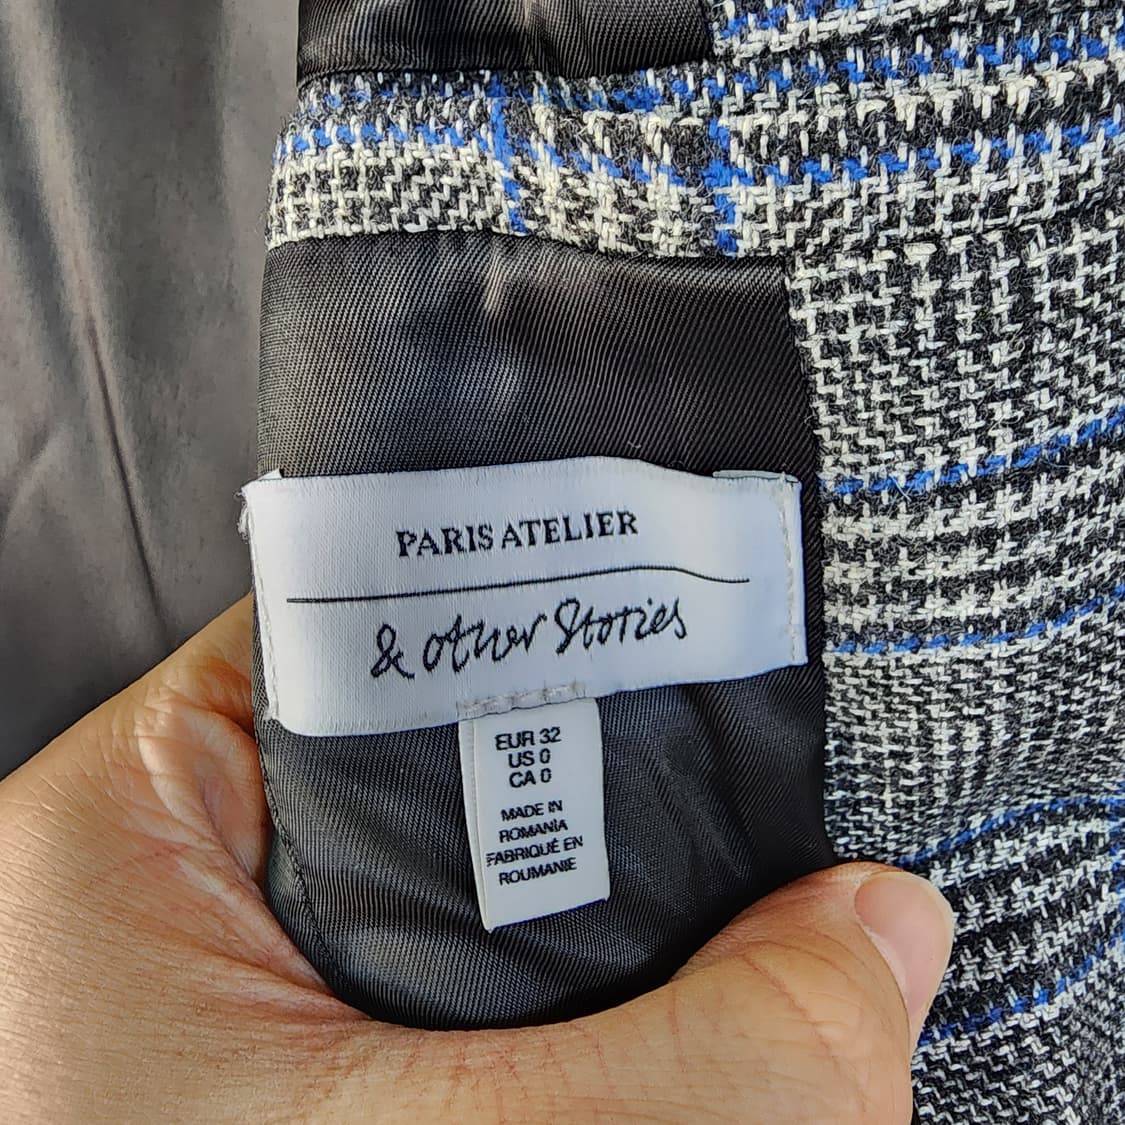 PARIS ATELIER
& other Stories
EUR 32
US 0
CA 0
MADE IN
ROMANIA
FABRIQUÉ EN
ROUMANIE